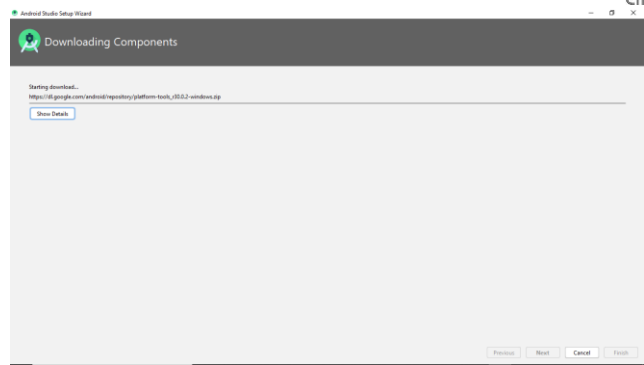 Android Studio Setup Wizard
Downloading Components
Starting download...
https://dl.google.com/android/repository/platform-tools_r30.0.2-windows.zip
Show Details
Previous Next Cancel Finish